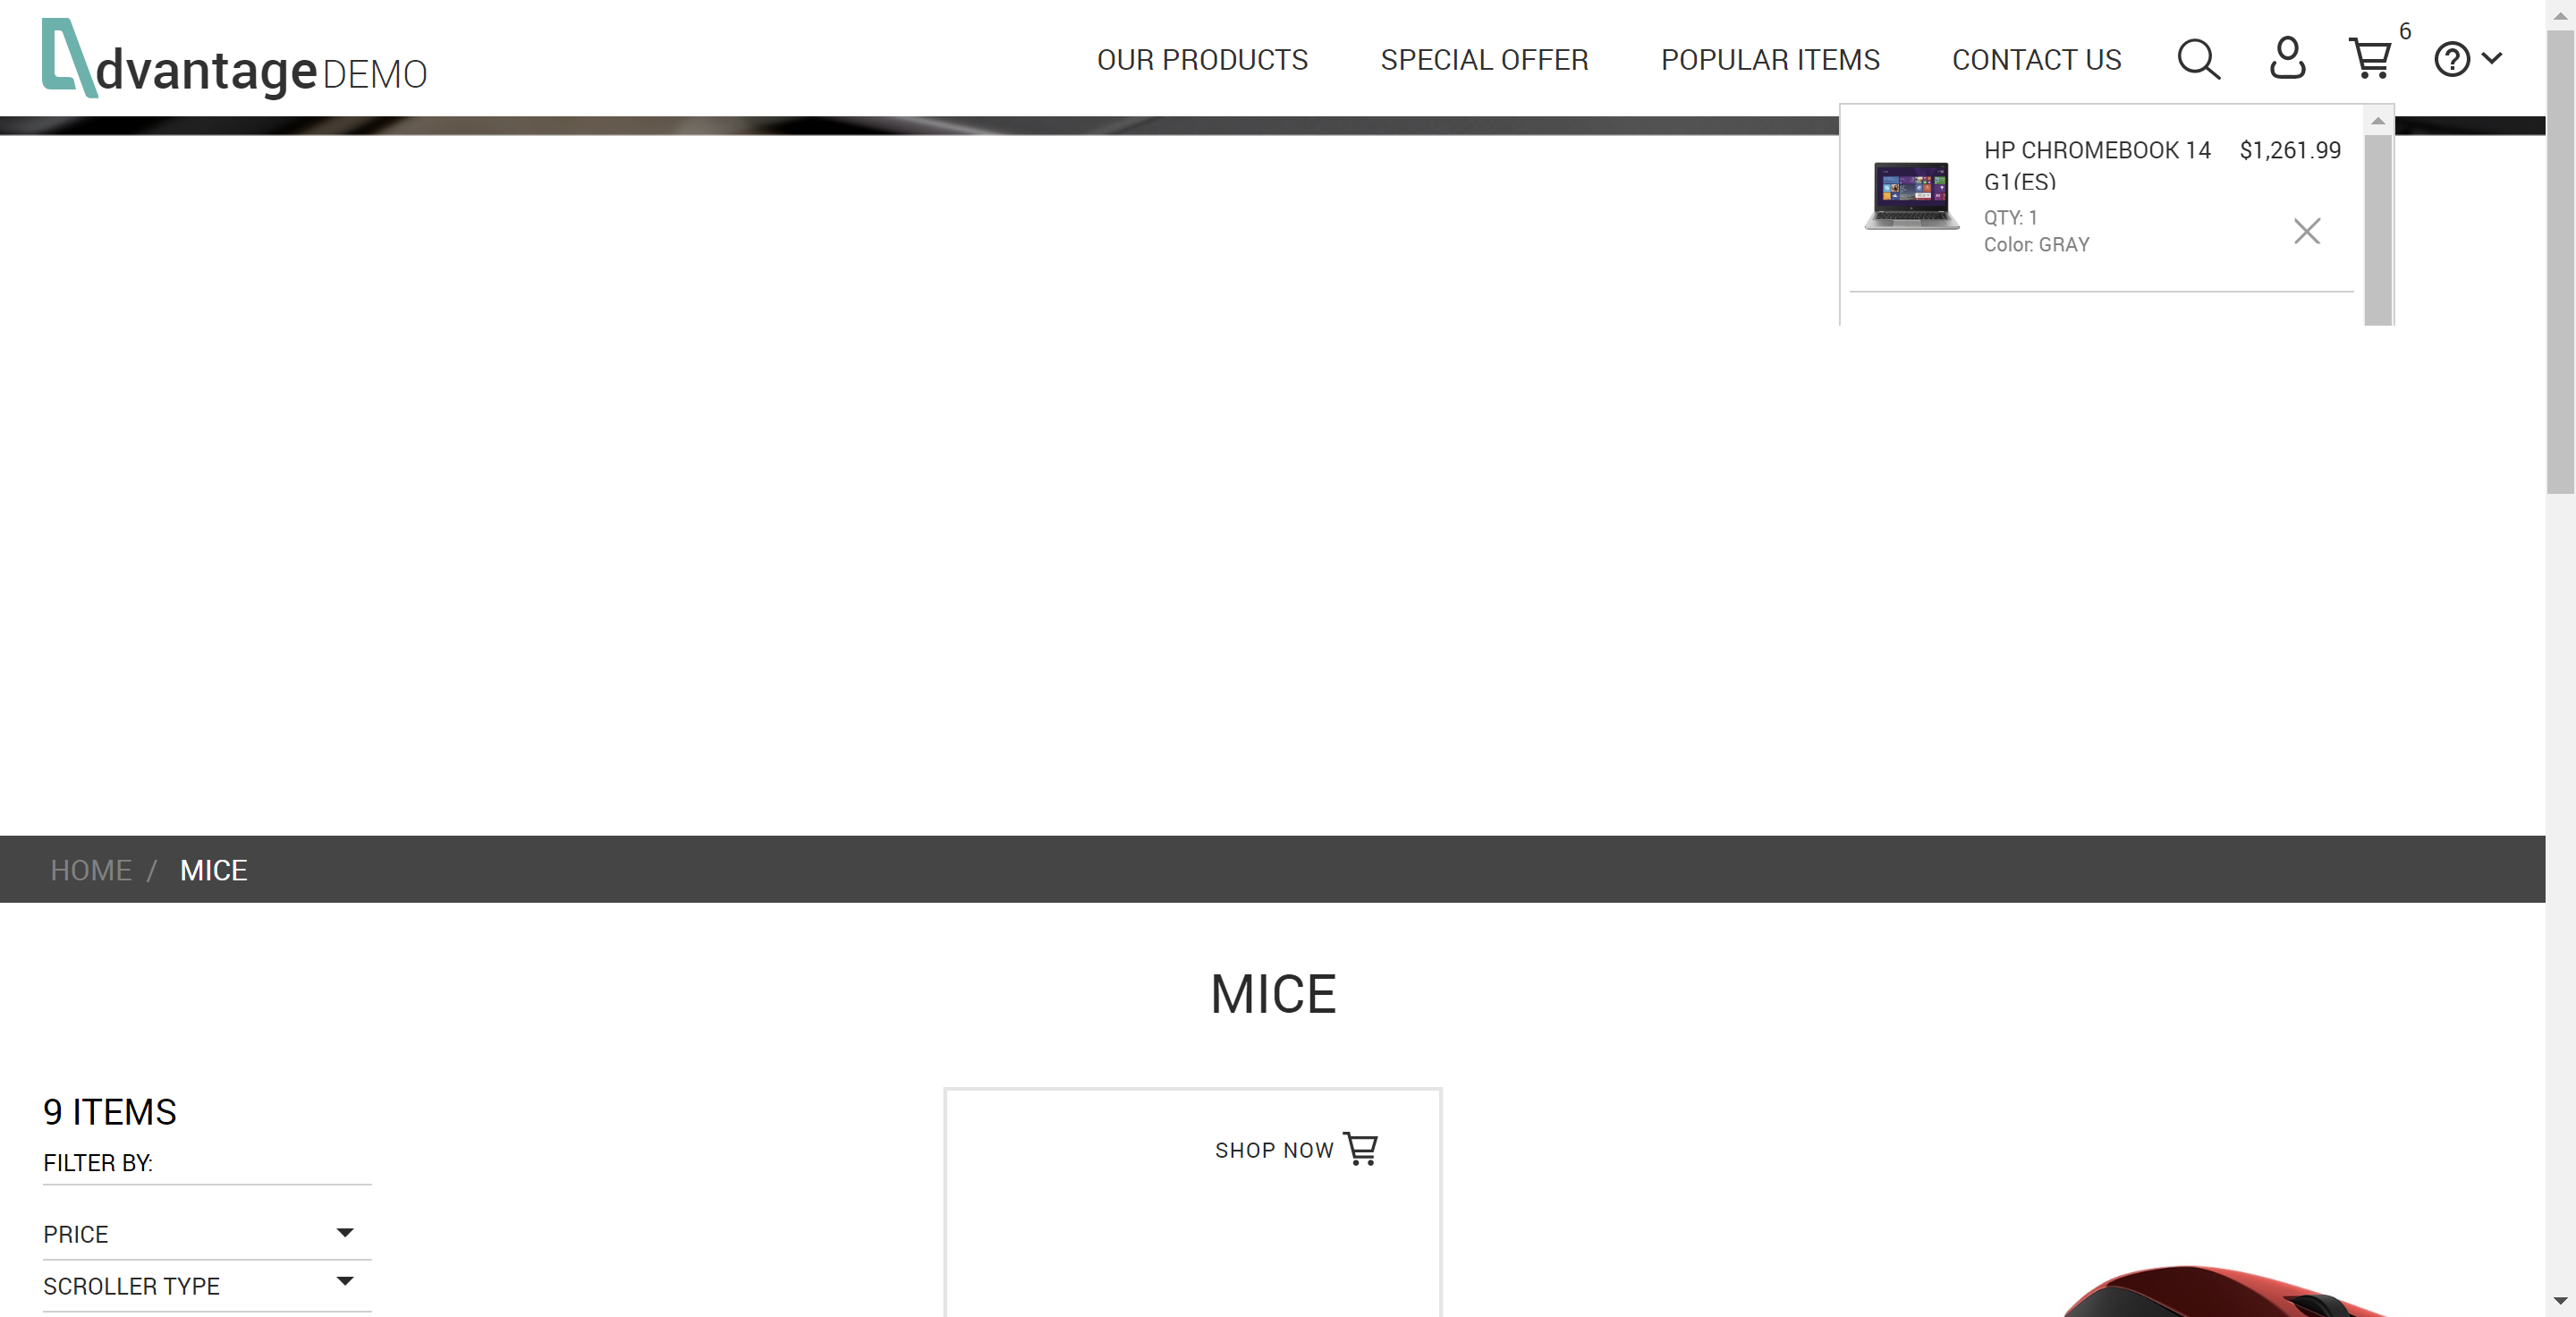 dvantage DEMO
OUR PRODUCTS SPECIAL OFFER POPULAR ITEMS CONTACT US 6
HP CHROMEBOOK 14 $1,261.99
G1(ES)
QTY: 1
Color: GRAY
HOME / MICE
MICE
9 ITEMS
SHOP NOW
FILTER BY:
PRICE
SCROLLER TYPE